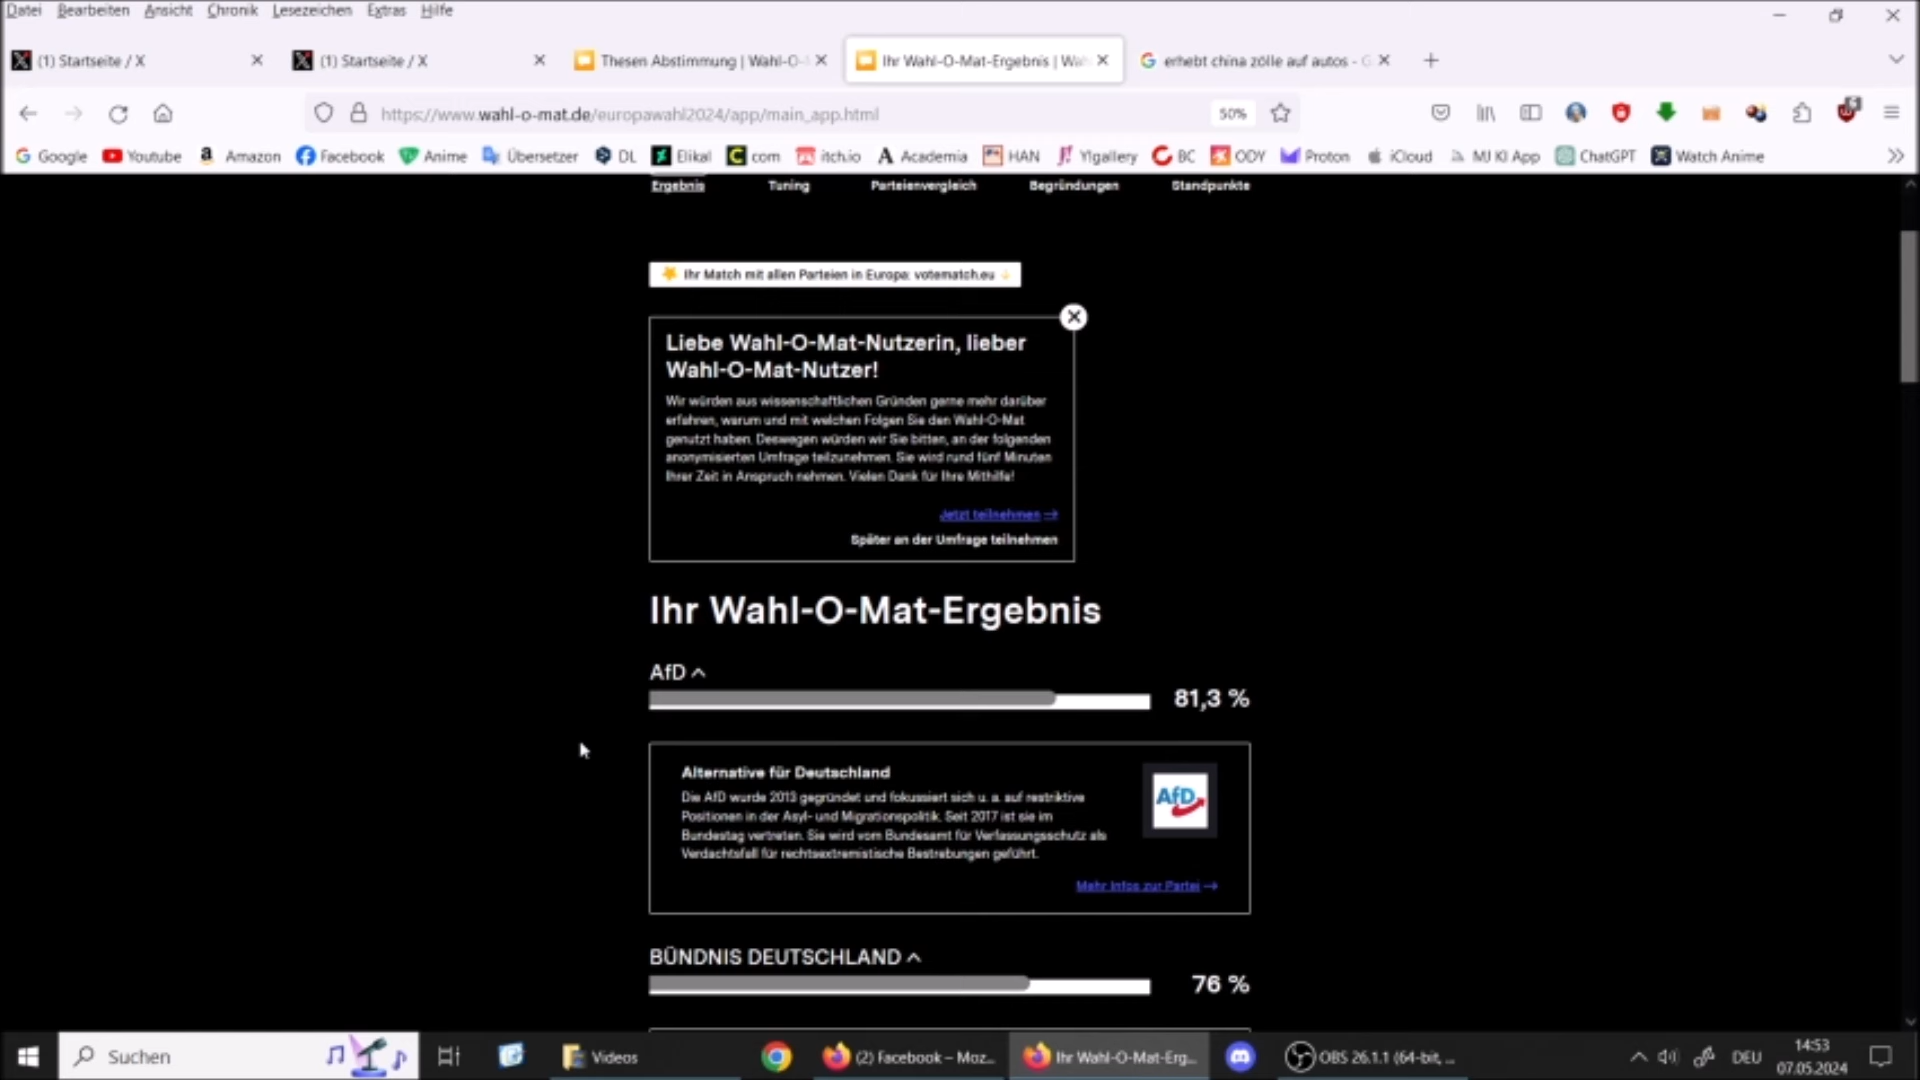 Datei Bearbeiten Ansicht Chronik Lesezeichen Extras Hilfe
(1) Startseite / X
(1) Startseite / X
Thesen Abstimmung | Wahl-O-
Ihr Wahl-O-Mat-Ergebnis | Wah
erhebt china zölle auf autos - G
https://www.wahl-o-mat.de/europawahl2024/app/main_app.html
50%
Google Youtube Amazon Facebook Anime Übersetzer DL Elikal com itch.io Academia HAN Y!gallery BC ODY Proton iCloud MJ KI App ChatGPT Watch Anime
Ergebnis Tuning Parteienvergleich Begründungen Standpunkte
Ihr Match mit allen Parteien in Europa: votematch.eu
Liebe Wahl-O-Mat-Nutzerin, lieber
Wahl-O-Mat-Nutzer!
Wir würden aus wissenschaftlichen Gründen gerne mehr darüber
erfahren, warum und mit welchen Folgen Sie den Wahl-O-Mat
genutzt haben. Deswegen würden wir Sie bitten, an der folgenden
anonymisierten Umfrage teilzunehmen. Sie wird rund fünf Minuten
Ihrer Zeit in Anspruch nehmen. Vielen Dank für Ihre Mithilfe!
Jetzt teilnehmen →
Später an der Umfrage teilnehmen
Ihr Wahl-O-Mat-Ergebnis
AfD
81,3 %
Alternative für Deutschland
Die AfD wurde 2013 gegründet und fokussiert sich u. a. auf restriktive
Positionen in der Asyl- und Migrationspolitik. Seit 2017 ist sie im
Bundestag vertreten. Sie wird vom Bundesamt für Verfassungsschutz als
Verdachtsfall für rechtsextremistische Bestrebungen geführt.
AfD
Mehr Infos zur Partei →
BÜNDNIS DEUTSCHLAND
76 %
Suchen
Videos
(2) Facebook – Moz...
Ihr Wahl-O-Mat-Erg...
OBS 26.1.1 (64-bit, ...
DEU
14:53
07.05.2024